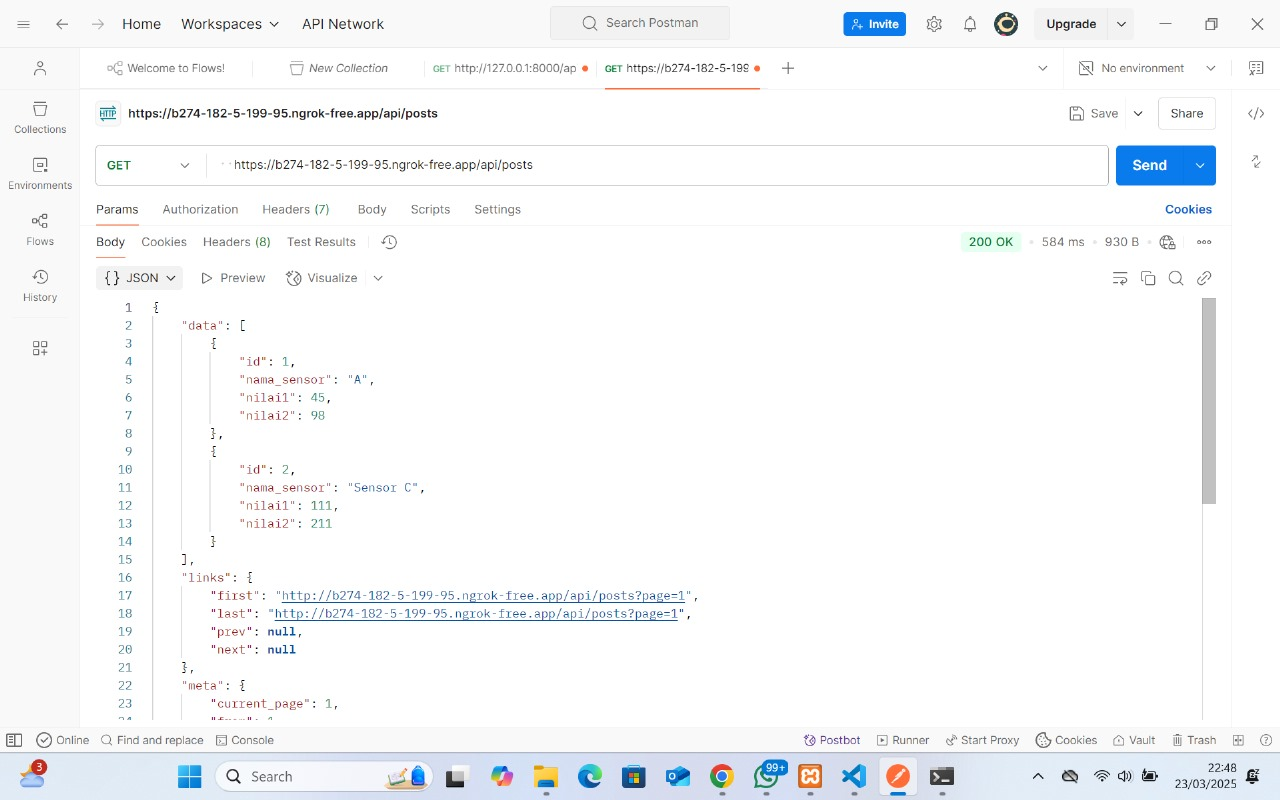 Home Workspaces API Network Search Postman Invite Upgrade
Welcome to Flows! New Collection GET http://127.0.0.1:8000/ap GET https://b274-182-5-199 No environment
HTTP https://b274-182-5-199-95.ngrok-free.app/api/posts Save Share
GET https://b274-182-5-199-95.ngrok-free.app/api/posts Send
Params Authorization Headers (7) Body Scripts Settings Cookies
Body Cookies Headers (8) Test Results 200 OK 584 ms 930 B
{} JSON Preview Visualize
Collections
Environments
Flows
History
1 {
2 "data": [
3 {
4 "id": 1,
5 "nama_sensor": "A",
6 "nilai1": 45,
7 "nilai2": 98
8 },
9 {
10 "id": 2,
11 "nama_sensor": "Sensor C",
12 "nilai1": 111,
13 "nilai2": 211
14 }
15 ],
16 "links": {
17 "first": "http://b274-182-5-199-95.ngrok-free.app/api/posts?page=1",
18 "last": "http://b274-182-5-199-95.ngrok-free.app/api/posts?page=1",
19 "prev": null,
20 "next": null
21 },
22 "meta": {
23 "current_page": 1,
Online Find and replace Console Postbot Runner Start Proxy Cookies Vault Trash
3 Search 99+ 22:48
23/03/2025